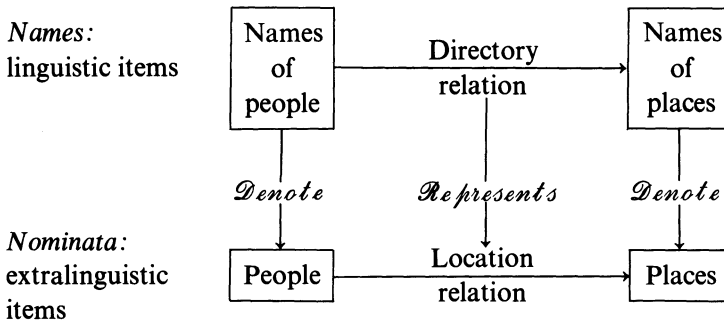 Names:
linguistic items
Names
of
people
Directory
relation
Names
of
places
Denote
Represents
Denote
Nominata:
extralinguistic
items
People
Location
relation
Places